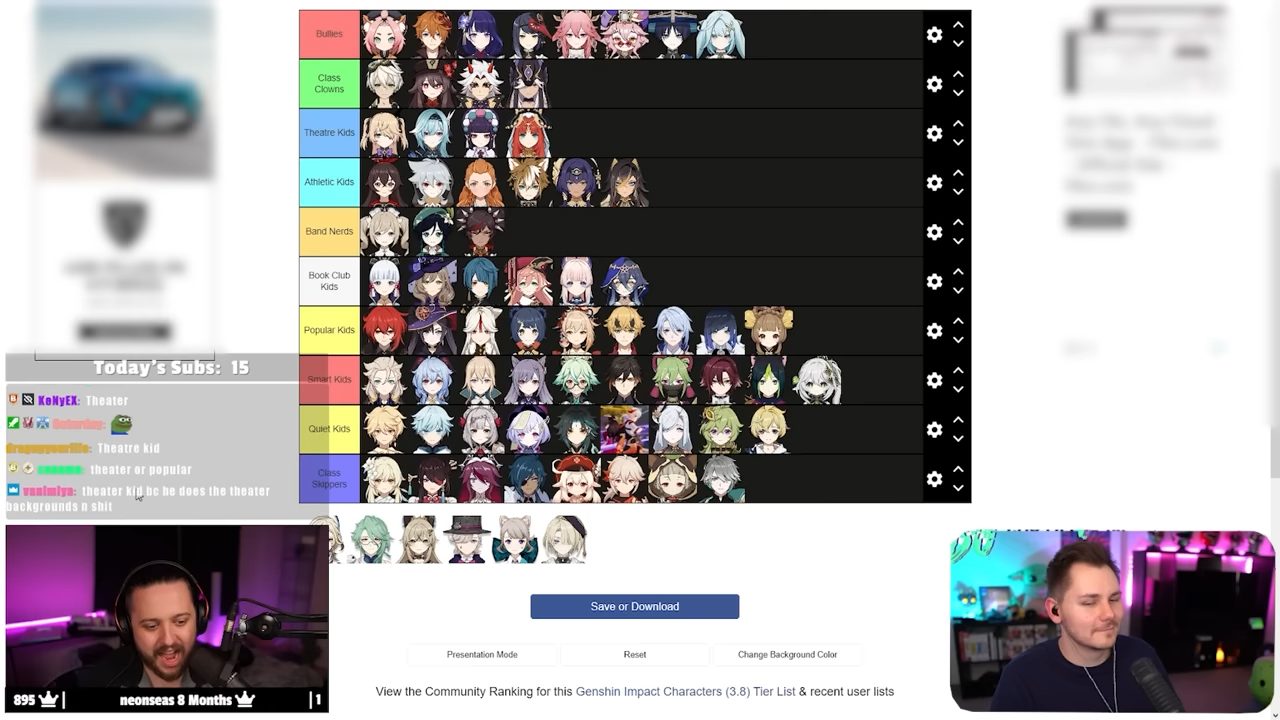 Bullies
Class
Clowns
Theatre Kids
Athletic Kids
Band Nerds
Book Club
Kids
Popular Kids
Smart Kids
Quiet Kids
Class
Skippers
Today's Subs: 15
KeNyEX: Theater
Theatre kid
theater or popular
vanimiyu: theater kid bc he does the theater
backgrounds n shit
Save or Download
Presentation Mode
Reset
Change Background Color
View the Community Ranking for this Genshin Impact Characters (3.8) Tier List & recent user lists
895
neonseas 8 Months
1